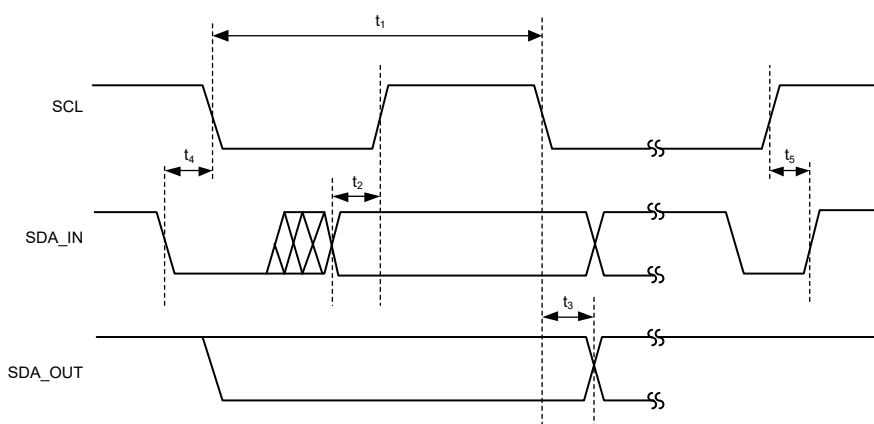 t₁
SCL
t₄
t₅
t₂
SDA_IN
t₃
SDA_OUT